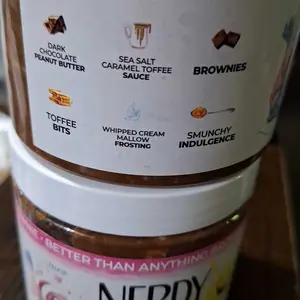 DARK
CHOCOLATE
PEANUT BUTTER
SEA SALT
CARAMEL TOFFEE
SAUCE
BROWNIES
TOFFEE
BITS
WHIPPED CREAM
MALLOW
FROSTING
SMUNCHY
INDULGENCE
- BETTER THAN ANYTHING
NERDY